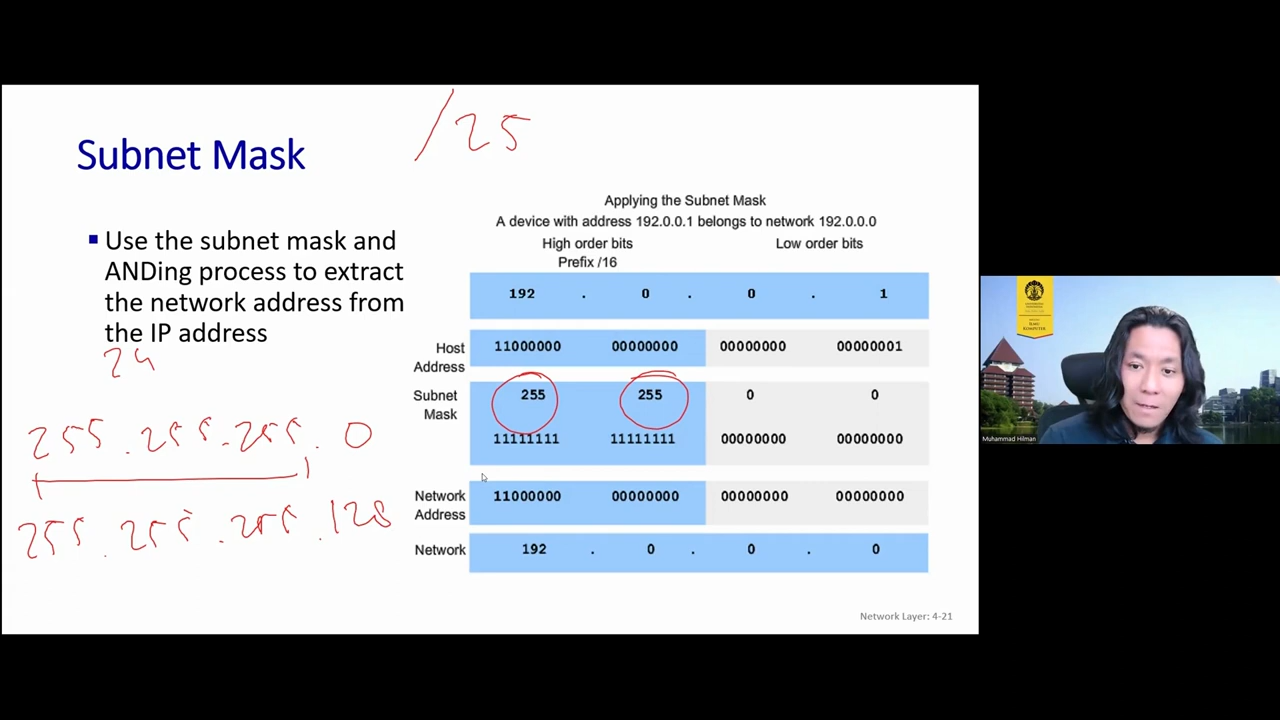 /25
Subnet Mask
▪ Use the subnet mask and
ANDing process to extract
the network address from
the IP address
24
255.255.255.0
255.255.255.128
Applying the Subnet Mask
A device with address 192.0.0.1 belongs to network 192.0.0.0
High order bits Low order bits
Prefix /16
192 . 0 . 0 . 1
Host Address 11000000 00000000 00000000 00000001
Subnet Mask 255 255 0 0
11111111 11111111 00000000 00000000
Network Address 11000000 00000000 00000000 00000000
Network 192 . 0 . 0 . 0
Network Layer: 4-21
ILMU
KOMPUTER
Muhammad Hilman